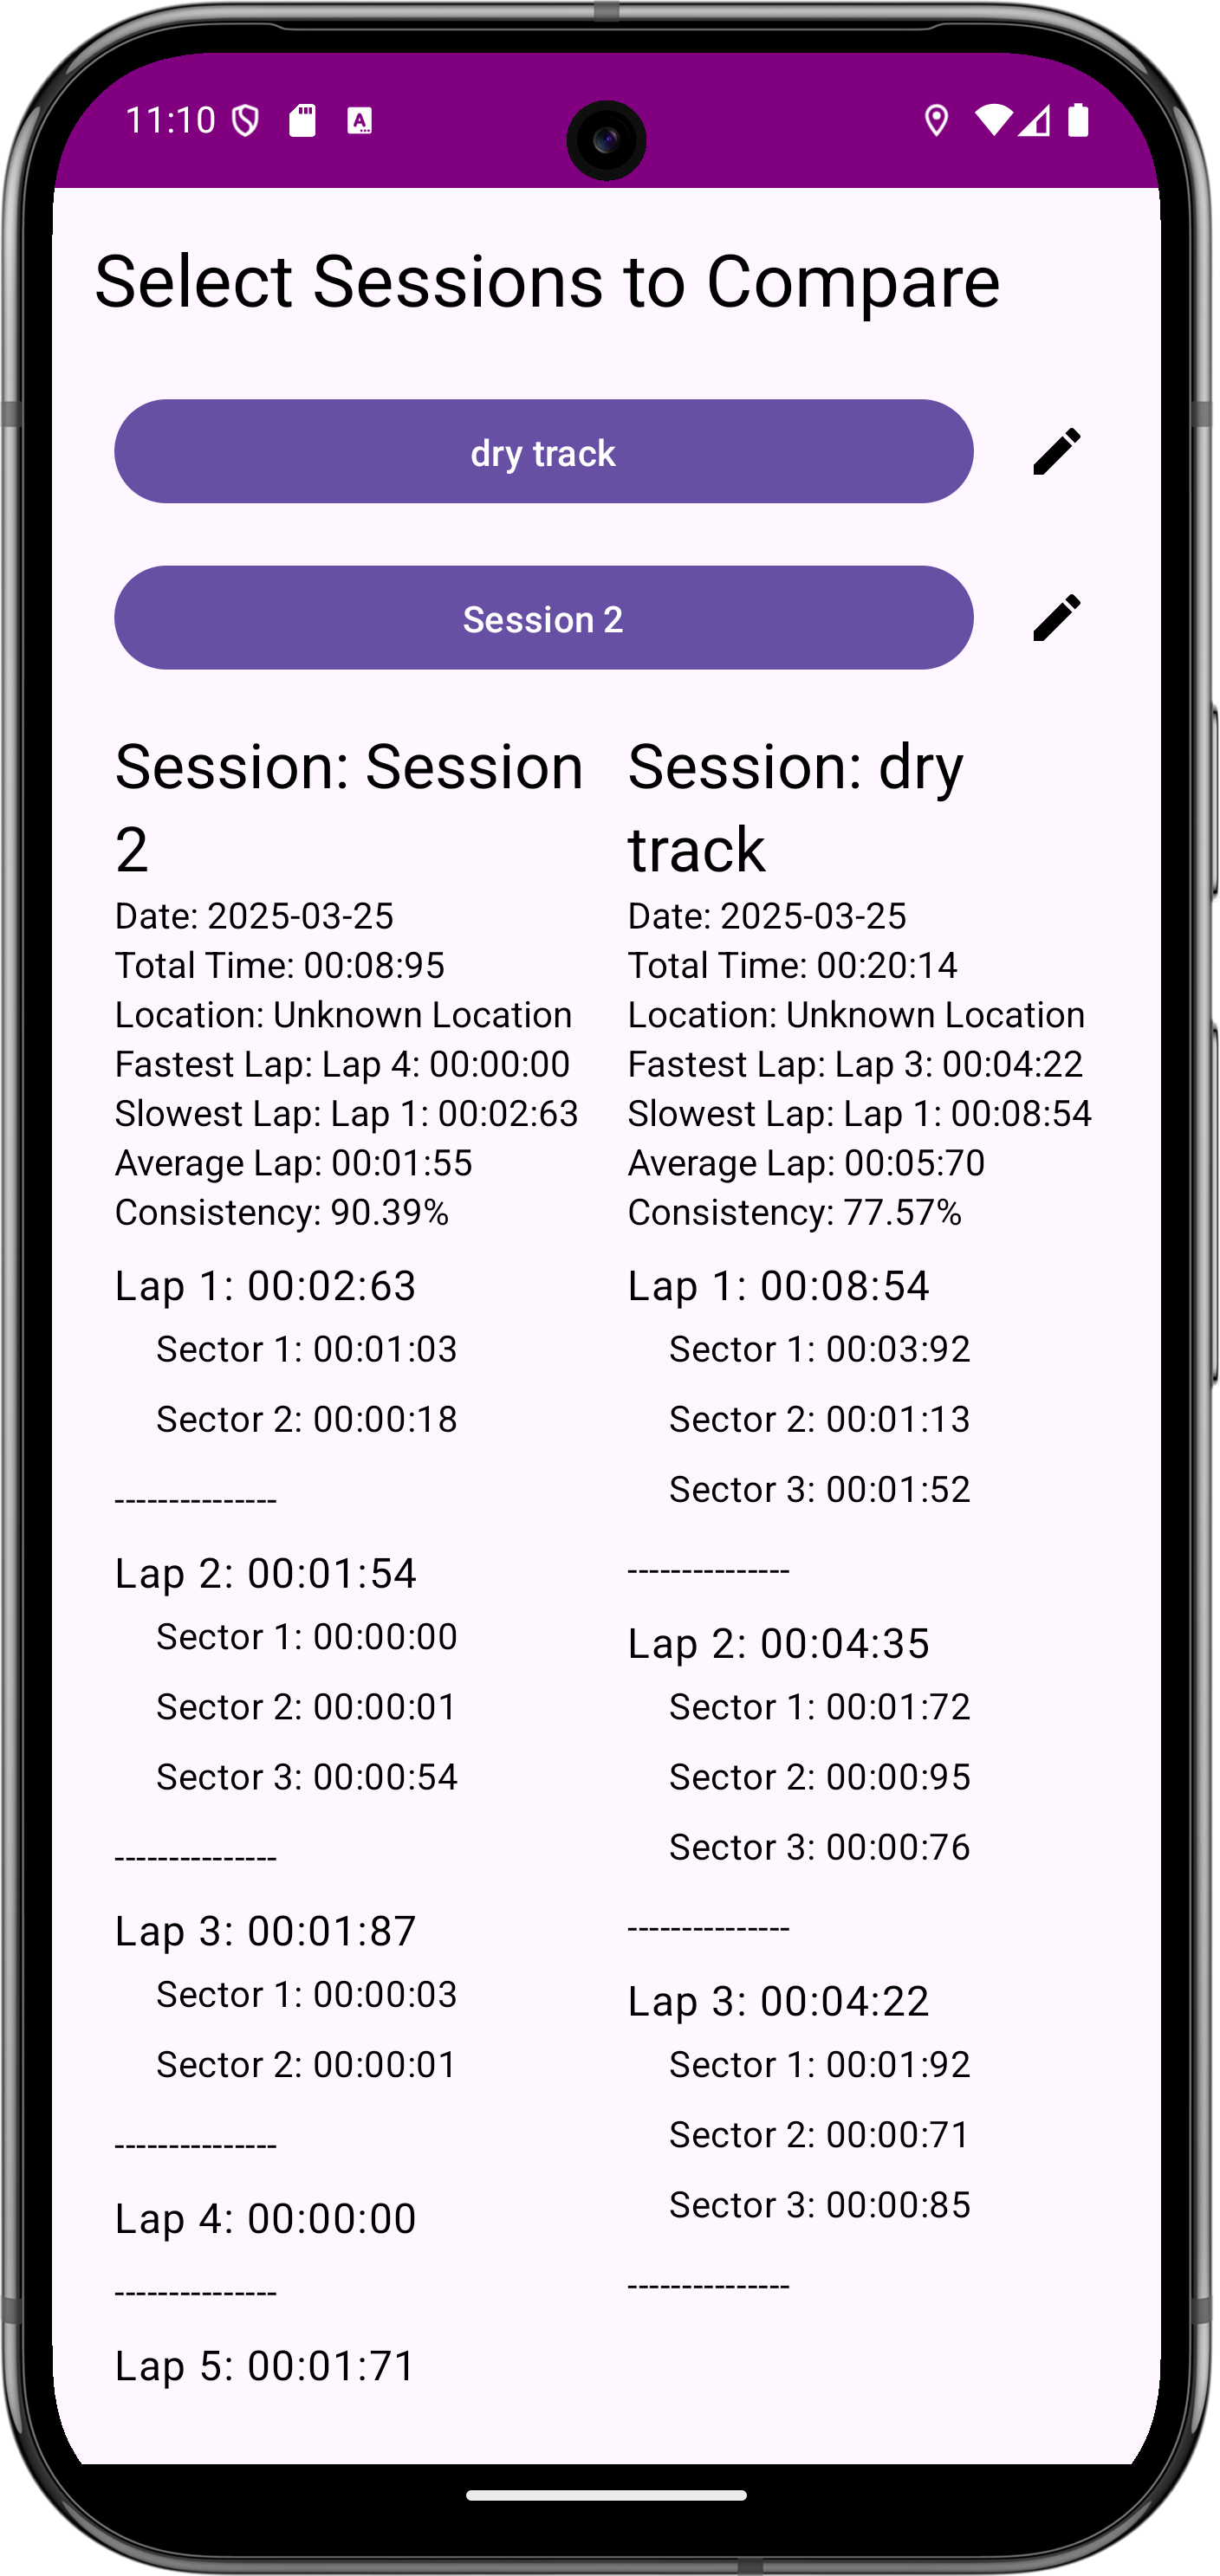 11:10
Select Sessions to Compare
dry track
Session 2
Session: Session
2
Date: 2025-03-25
Total Time: 00:08:95
Location: Unknown Location
Fastest Lap: Lap 4: 00:00:00
Slowest Lap: Lap 1: 00:02:63
Average Lap: 00:01:55
Consistency: 90.39%
Lap 1: 00:02:63
Sector 1: 00:01:03
Sector 2: 00:00:18
---------------
Lap 2: 00:01:54
Sector 1: 00:00:00
Sector 2: 00:00:01
Sector 3: 00:00:54
---------------
Lap 3: 00:01:87
Sector 1: 00:00:03
Sector 2: 00:00:01
---------------
Lap 4: 00:00:00
---------------
Lap 5: 00:01:71
Session: dry
track
Date: 2025-03-25
Total Time: 00:20:14
Location: Unknown Location
Fastest Lap: Lap 3: 00:04:22
Slowest Lap: Lap 1: 00:08:54
Average Lap: 00:05:70
Consistency: 77.57%
Lap 1: 00:08:54
Sector 1: 00:03:92
Sector 2: 00:01:13
Sector 3: 00:01:52
---------------
Lap 2: 00:04:35
Sector 1: 00:01:72
Sector 2: 00:00:95
Sector 3: 00:00:76
---------------
Lap 3: 00:04:22
Sector 1: 00:01:92
Sector 2: 00:00:71
Sector 3: 00:00:85
---------------